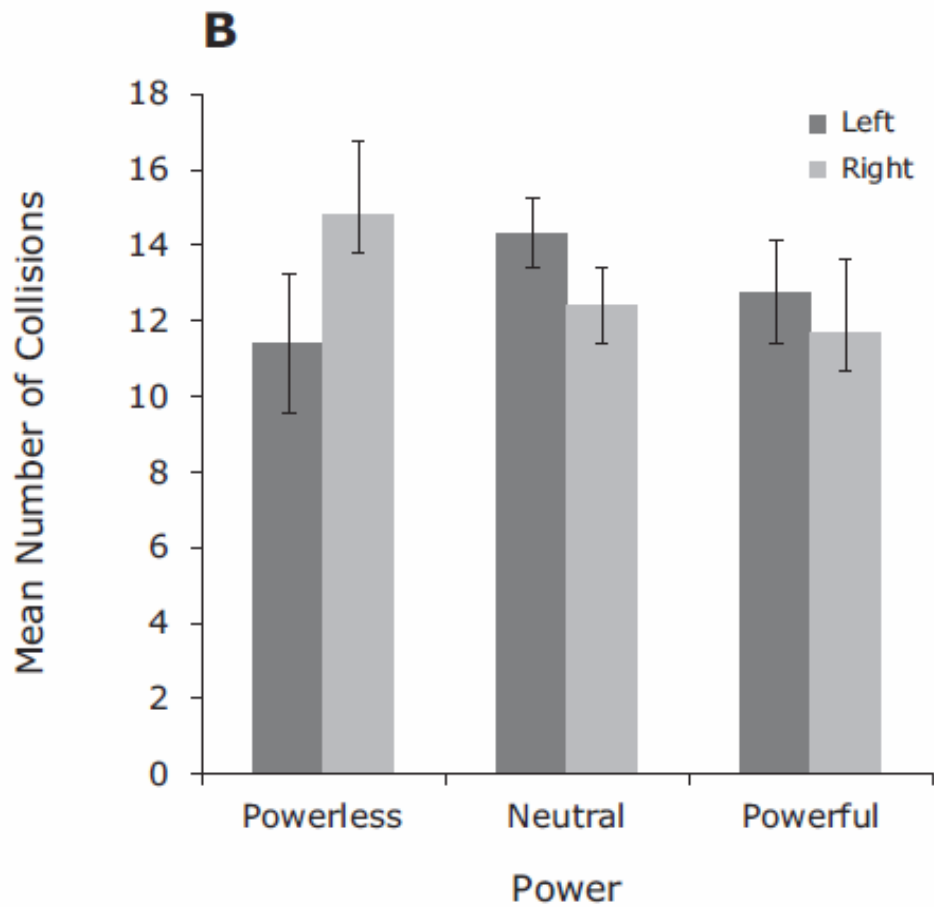 B
18
16
14
12
10
8
6
4
2
0
Mean Number of Collisions
Left
Right
Powerless
Neutral
Powerful
Power